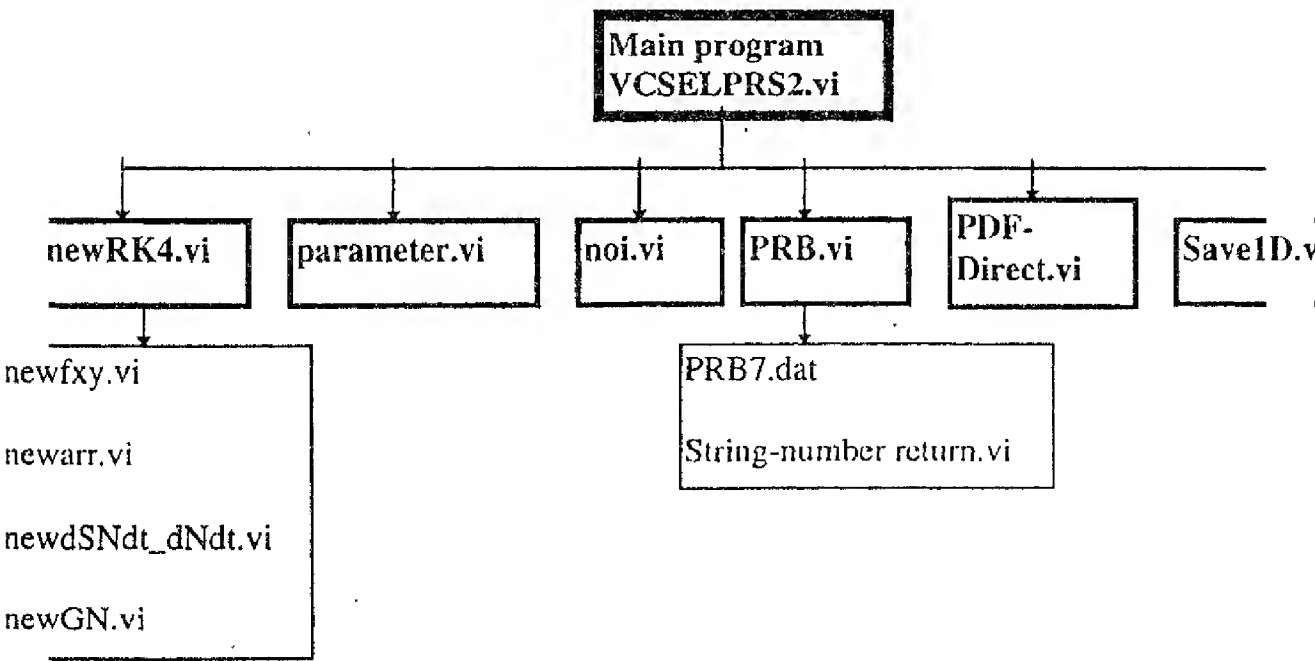 Main program
VCSELPRS2.vi
newRK4.vi
parameter.vi
noi.vi
PRB.vi
PDF-
Direct.vi
Save1D.v
newfxy.vi
newarr.vi
newdSNdt_dNdt.vi
newGN.vi
PRB7.dat
String-number return.vi